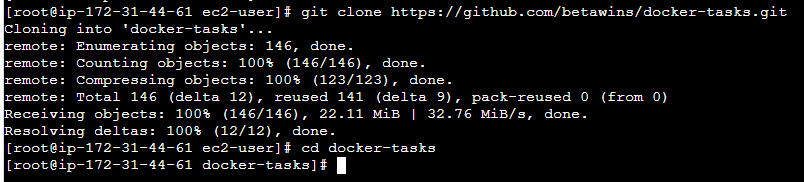 [root@ip-172-31-44-61 ec2-user]# git clone https://github.com/betawins/docker-tasks.git
Cloning into 'docker-tasks'...
remote: Enumerating objects: 146, done.
remote: Counting objects: 100% (146/146), done.
remote: Compressing objects: 100% (123/123), done.
remote: Total 146 (delta 12), reused 141 (delta 9), pack-reused 0 (from 0)
Receiving objects: 100% (146/146), 22.11 MiB | 32.76 MiB/s, done.
Resolving deltas: 100% (12/12), done.
[root@ip-172-31-44-61 ec2-user]# cd docker-tasks
[root@ip-172-31-44-61 docker-tasks]#